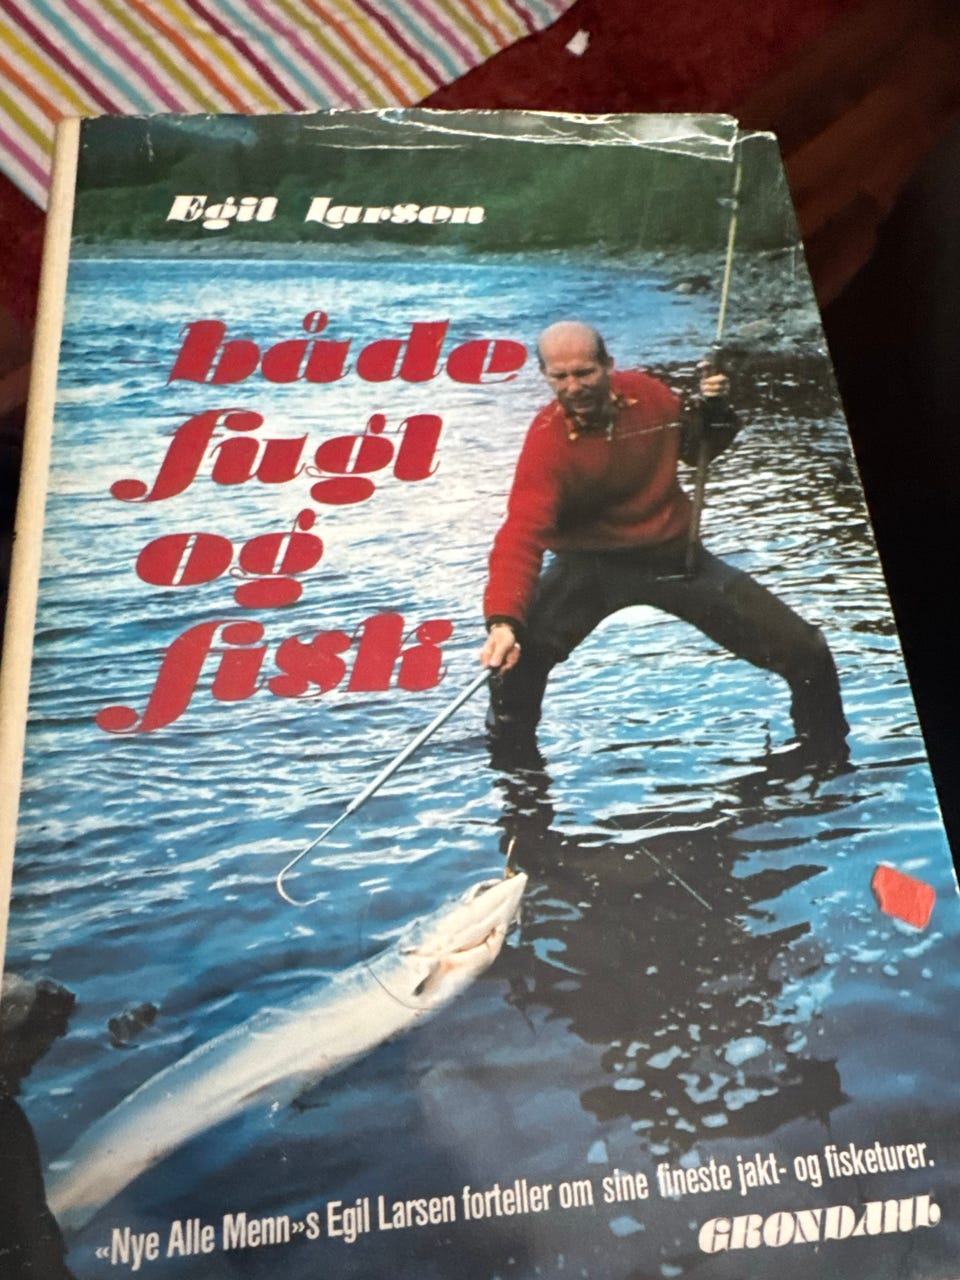 Egil Larsen
både
fugl
og
fisk
«Nye Alle Menn»s Egil Larsen forteller om sine fineste jakt- og fisketurer.
GRØNDAHL